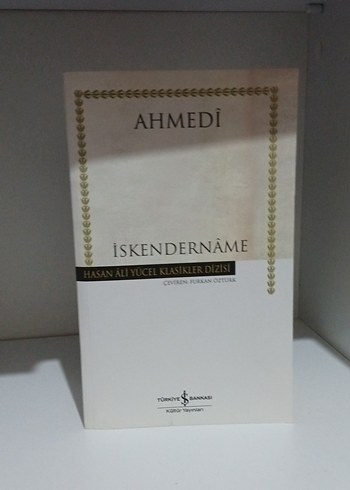 AHMEDÎ
İSKENDERNÂME
HASAN ÂLİ YÜCEL KLASİKLER DİZİSİ
ÇEVİREN: FURKAN ÖZTÜRK
TÜRKİYE İŞ BANKASI
Kültür Yayınları